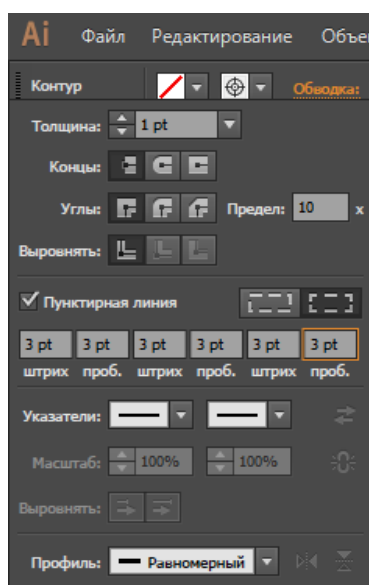 Ai Файл Редактирование Объе
Контур Обводка:
Толщина: 1 pt
Концы:
Углы: Предел: 10 x
Выровнять:
Пунктирная линия
3 pt 3 pt 3 pt 3 pt 3 pt 3 pt
штрих проб. штрих проб. штрих проб.
Указатели:
Масштаб: 100% 100%
Выровнять:
Профиль: Равномерный